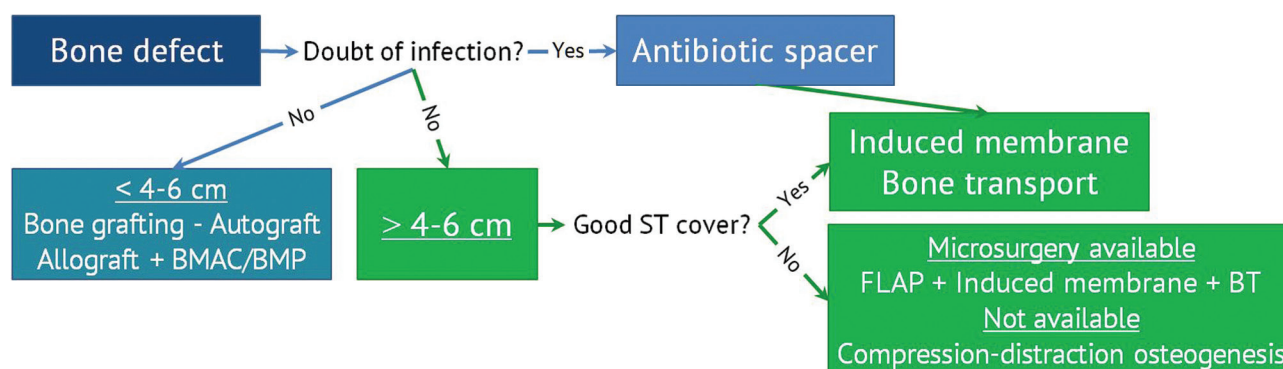 Bone defect
Doubt of infection?
Yes
Antibiotic spacer
No
No
< 4-6 cm
Bone grafting - Autograft
Allograft + BMAC/BMP
> 4-6 cm
Good ST cover?
Yes
Induced membrane
Bone transport
No
Microsurgery available
FLAP + Induced membrane + BT
Not available
Compression-distraction osteogenesis